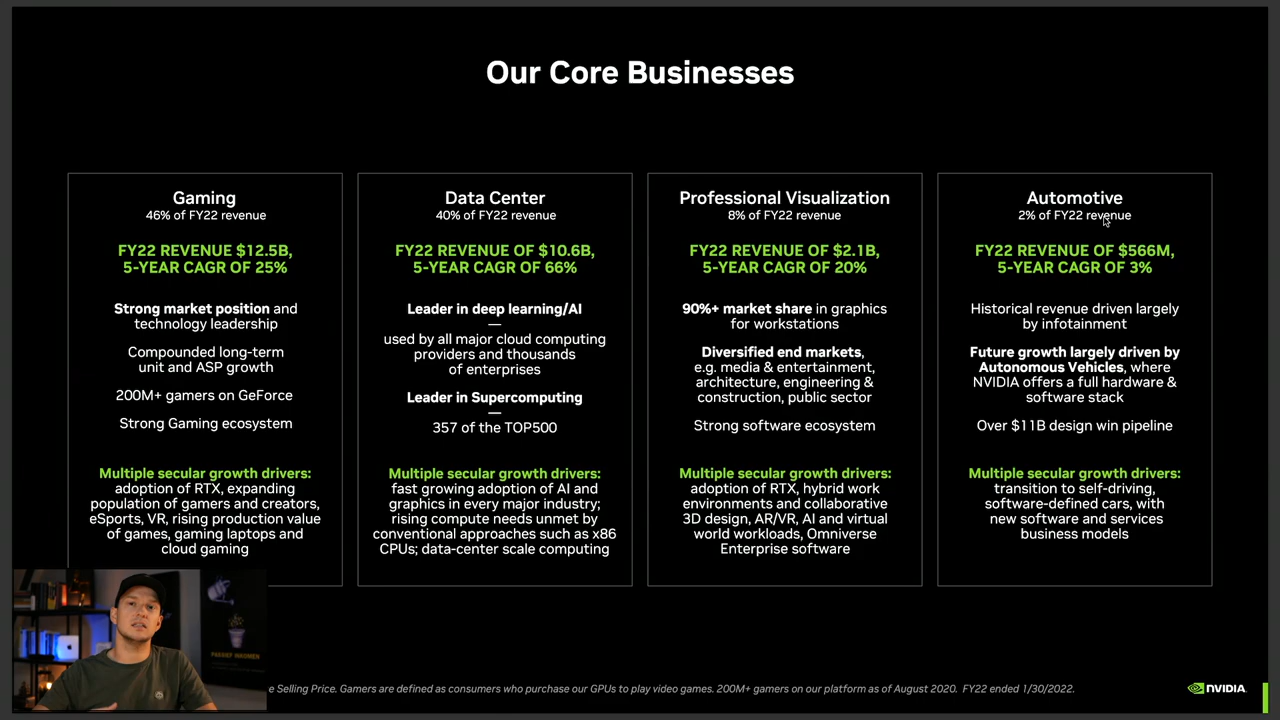 Our Core Businesses
Gaming
46% of FY22 revenue
FY22 REVENUE $12.5B,
5-YEAR CAGR OF 25%
Strong market position and
technology leadership
Compounded long-term
unit and ASP growth
200M+ gamers on GeForce
Strong Gaming ecosystem
Multiple secular growth drivers:
adoption of RTX, expanding
population of gamers and creators,
eSports, VR, rising production value
of games, gaming laptops and
cloud gaming
Data Center
40% of FY22 revenue
FY22 REVENUE OF $10.6B,
5-YEAR CAGR OF 66%
Leader in deep learning/AI
—
used by all major cloud computing
providers and thousands
of enterprises
Leader in Supercomputing
—
357 of the TOP500
Multiple secular growth drivers:
fast growing adoption of AI and
graphics in every major industry;
rising compute needs unmet by
conventional approaches such as x86
CPUs; data-center scale computing
Professional Visualization
8% of FY22 revenue
FY22 REVENUE OF $2.1B,
5-YEAR CAGR OF 20%
90%+ market share in graphics
for workstations
Diversified end markets,
e.g. media & entertainment,
architecture, engineering &
construction, public sector
Strong software ecosystem
Multiple secular growth drivers:
adoption of RTX, hybrid work
environments and collaborative
3D design, AR/VR, AI and virtual
world workloads, Omniverse
Enterprise software
Automotive
2% of FY22 revenue
FY22 REVENUE OF $566M,
5-YEAR CAGR OF 3%
Historical revenue driven largely
by infotainment
Future growth largely driven by
Autonomous Vehicles, where
NVIDIA offers a full hardware &
software stack
Over $11B design win pipeline
Multiple secular growth drivers:
transition to self-driving,
software-defined cars, with
new software and services
business models
e Selling Price. Gamers are defined as consumers who purchase our GPUs to play video games. 200M+ gamers on our platform as of August 2020. FY22 ended 1/30/2022.
NVIDIA